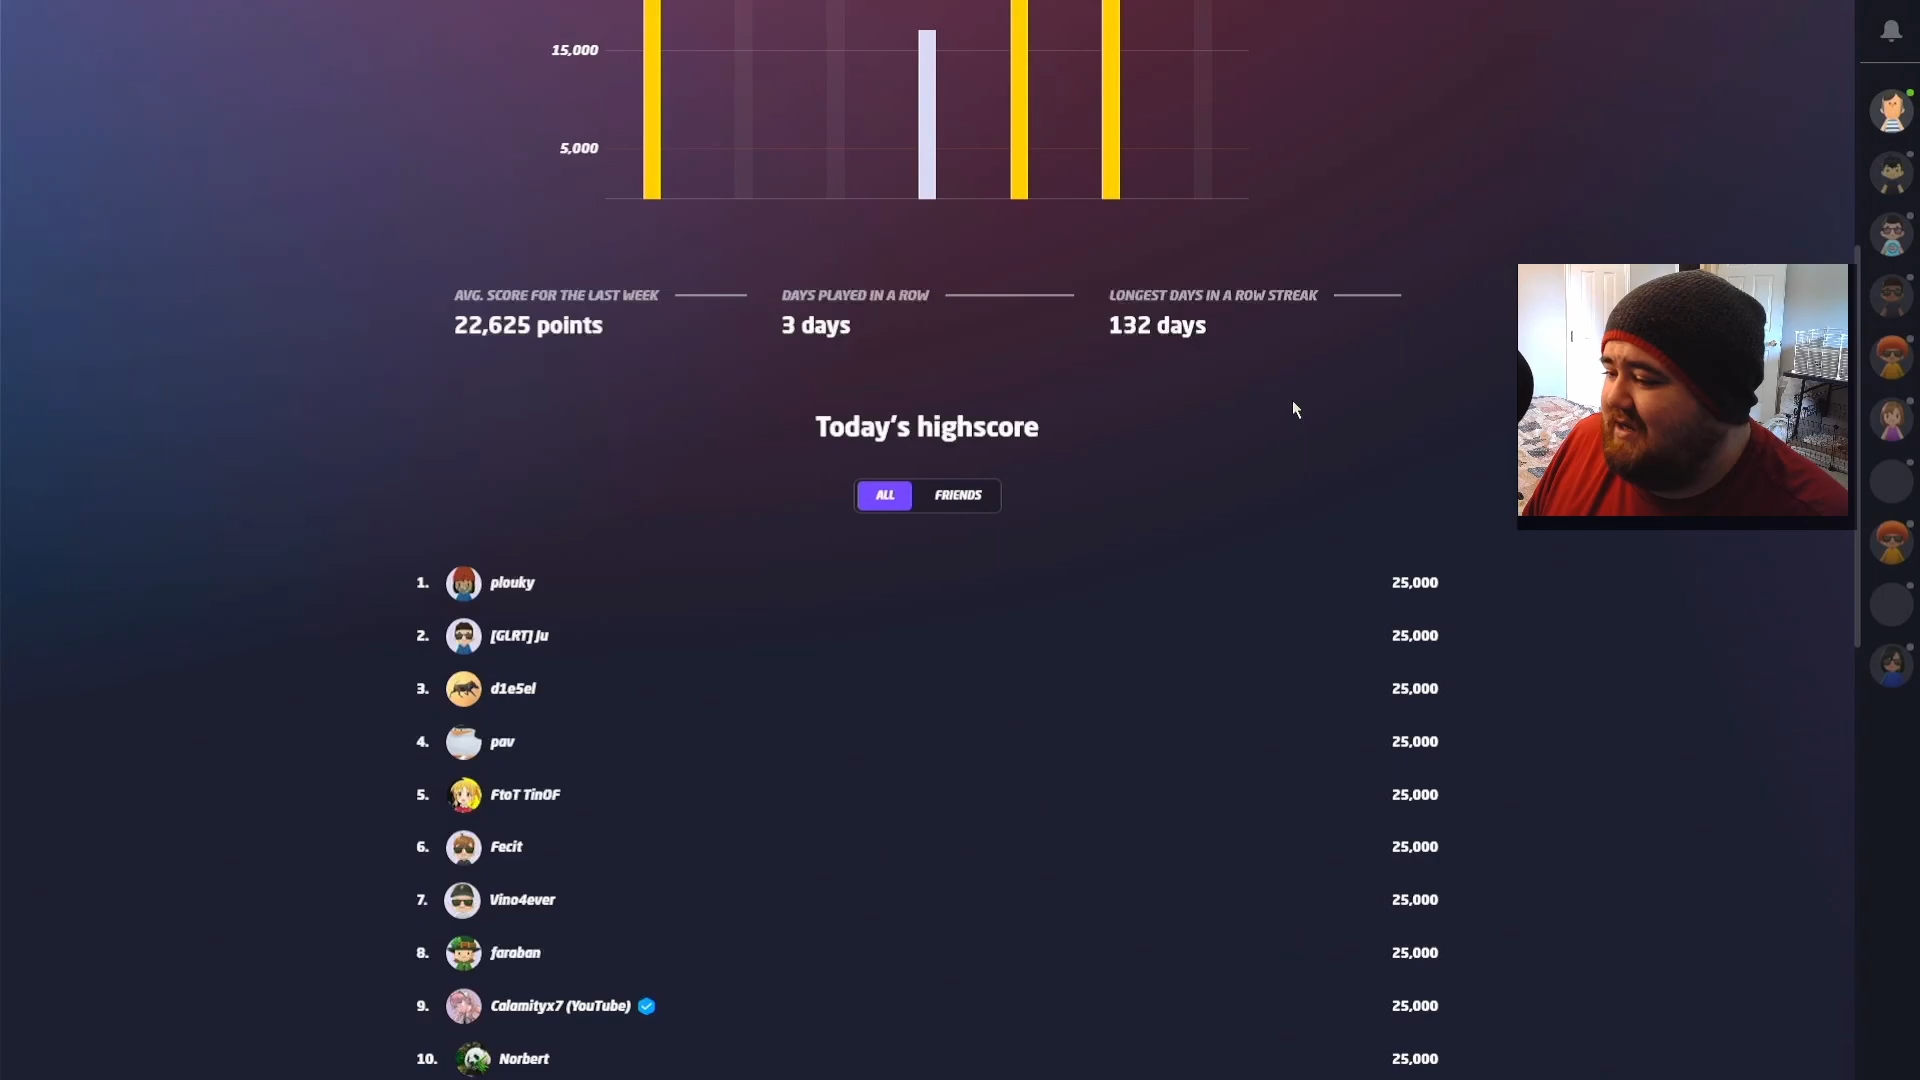 15,000
5,000
AVG. SCORE FOR THE LAST WEEK
22,625 points
DAYS PLAYED IN A ROW
3 days
LONGEST DAYS IN A ROW STREAK
132 days
Today's highscore
ALL FRIENDS
1. plouky 25,000
2. [GLRT] Ju 25,000
3. d1e5el 25,000
4. pav 25,000
5. FtoT TinOF 25,000
6. Fecit 25,000
7. Vino4ever 25,000
8. faraban 25,000
9. Calamityx7 (YouTube) 25,000
10. Norbert 25,000